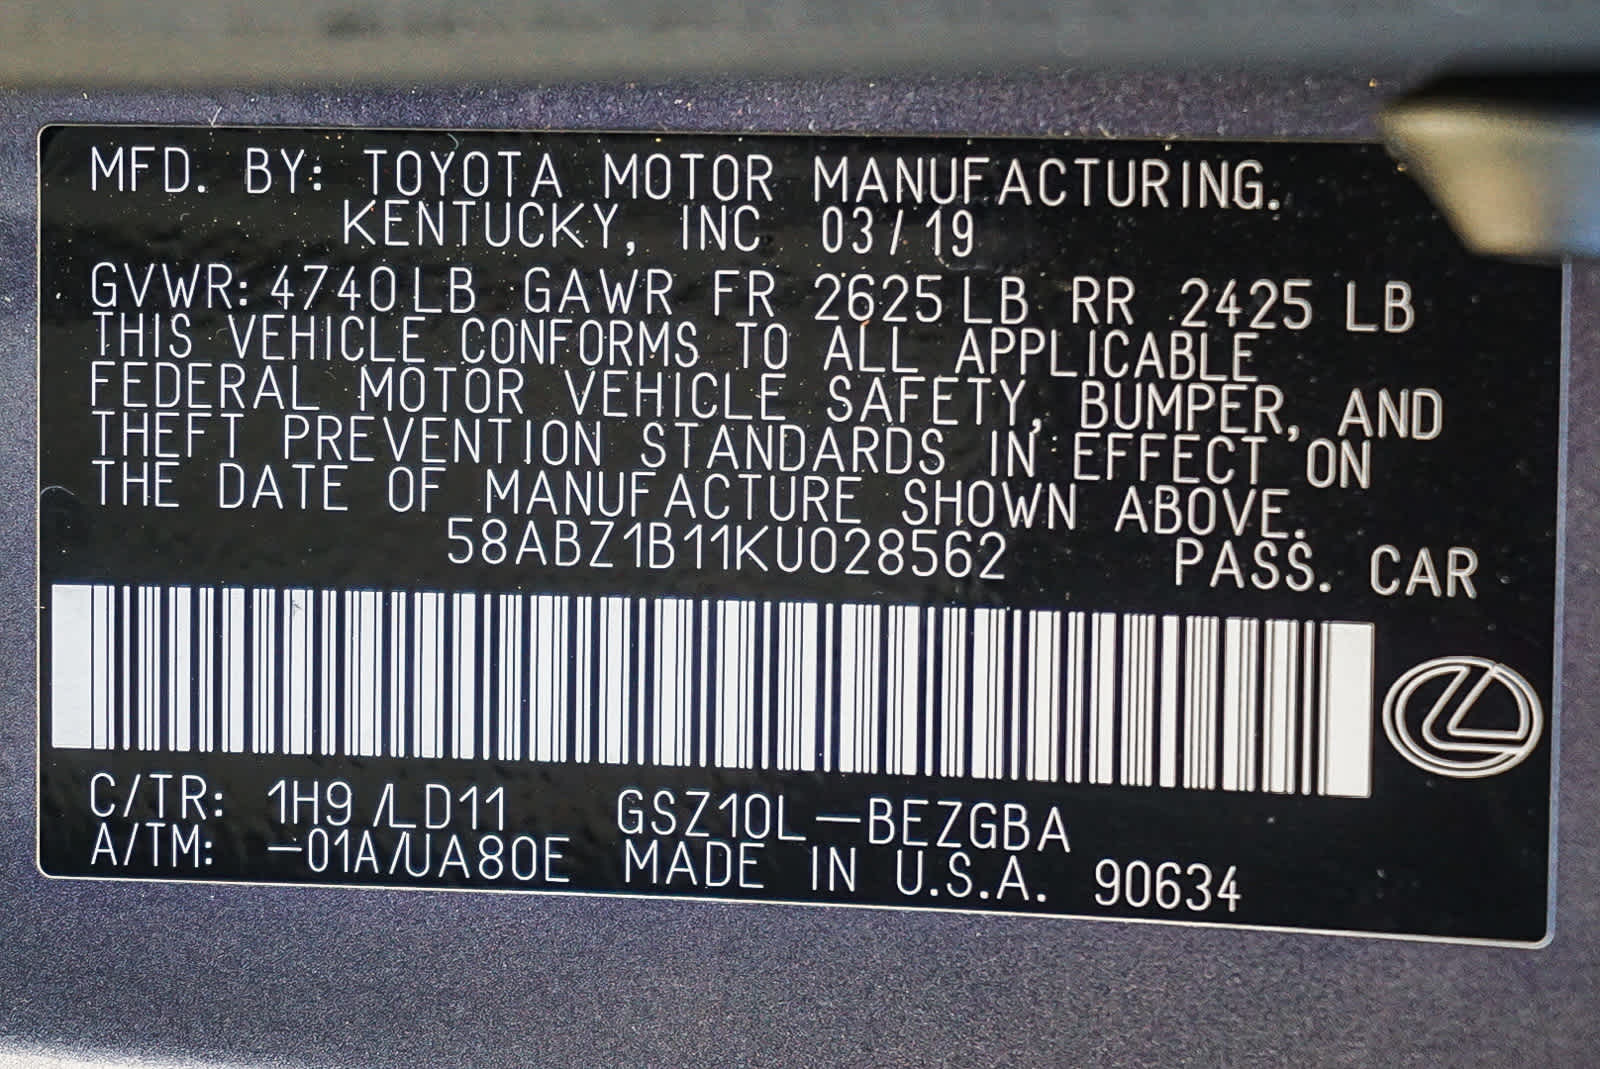 MFD. BY: TOYOTA MOTOR MANUFACTURING.
KENTUCKY, INC 03/19
GVWR: 4740LB GAWR FR 2625LB RR 2425 LB
THIS VEHICLE CONFORMS TO ALL APPLICABLE
FEDERAL MOTOR VEHICLE SAFETY, BUMPER, AND
THEFT PREVENTION STANDARDS IN EFFECT ON
THE DATE OF MANUFACTURE SHOWN ABOVE.
58ABZ1B11KU028562 PASS. CAR
C/TR: 1H9/LD11 GSZ10L-BEZGBA
A/TM: -01A/UA80E MADE IN U.S.A. 90634